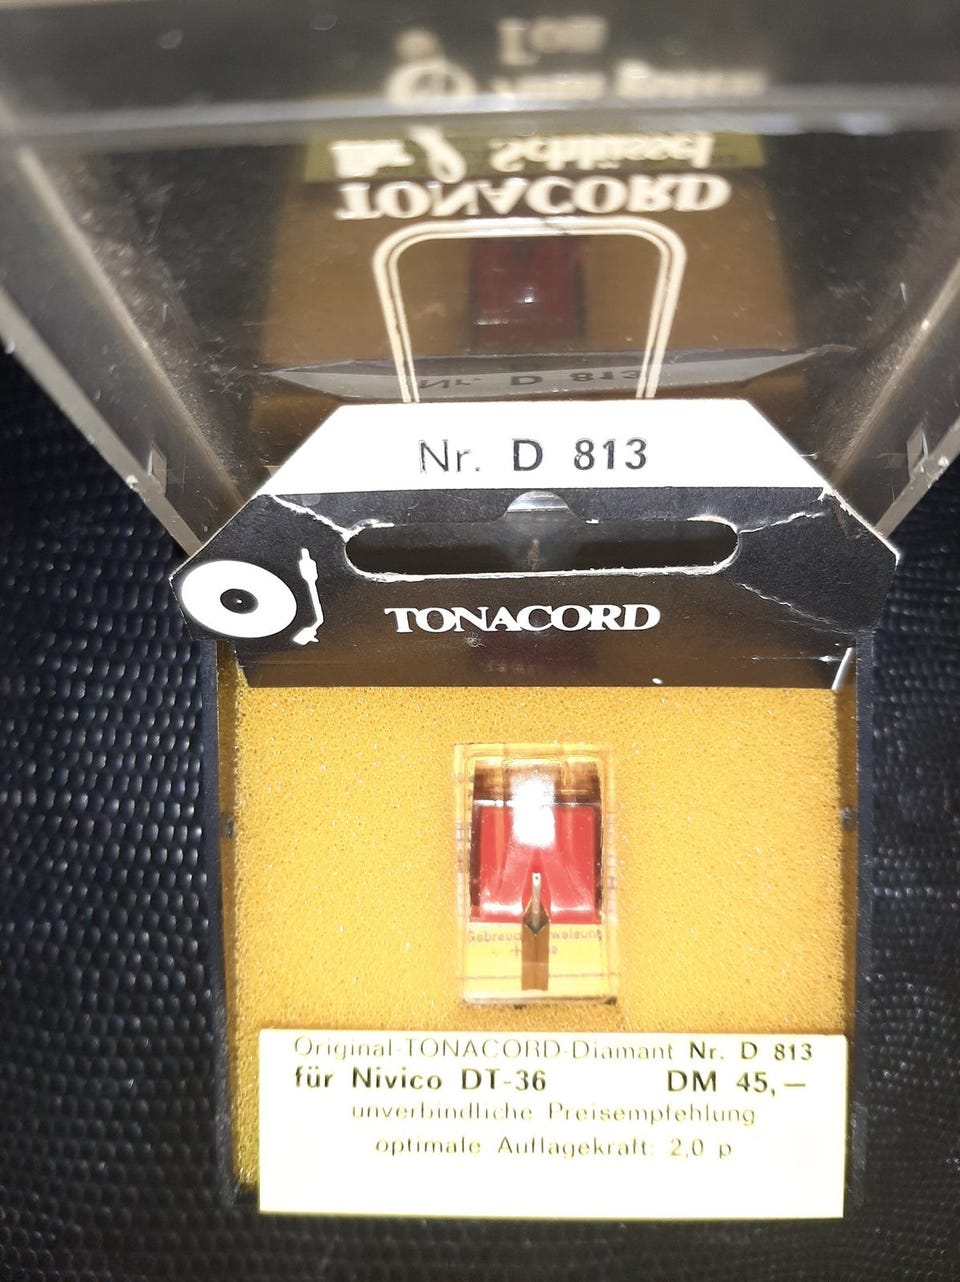 Schlüssel
TONACORD
Nr. D 813
Nr. D 813
TONACORD
Original-TONACORD-Diamant Nr. D 813
für Nivico DT-36 DM 45,—
unverbindliche Preisempfehlung
optimale Auflagekraft: 2,0 p